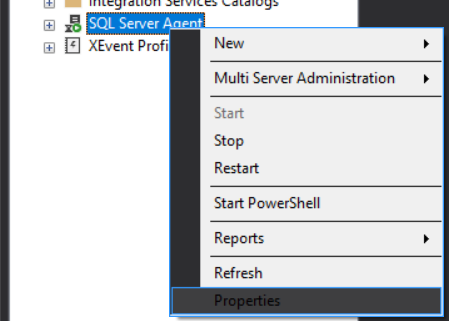 Integration Services Catalogs
SQL Server Agent
XEvent Profi
New
Multi Server Administration
Start
Stop
Restart
Start PowerShell
Reports
Refresh
Properties